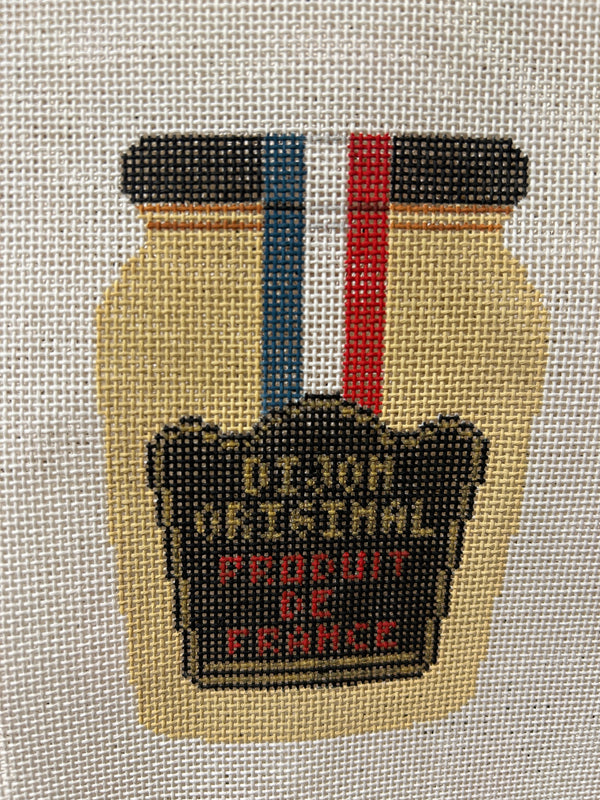 DIJON
ORIGINAL
PRODUIT
DE
FRANCE